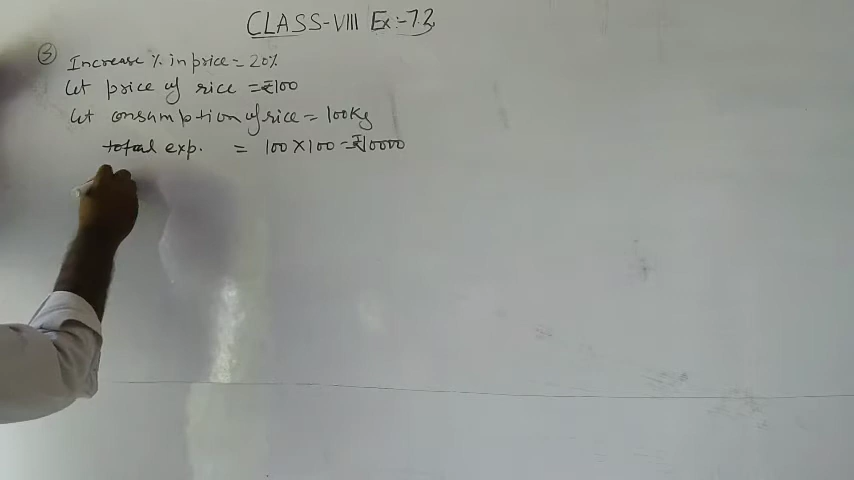 CLASS-VIII Ex:-7.2
③ Increase % in price = 20%
Let price of rice = ₹100
Let consumption of rice = 100Kg
total exp. = 100 X 100 = ₹10000